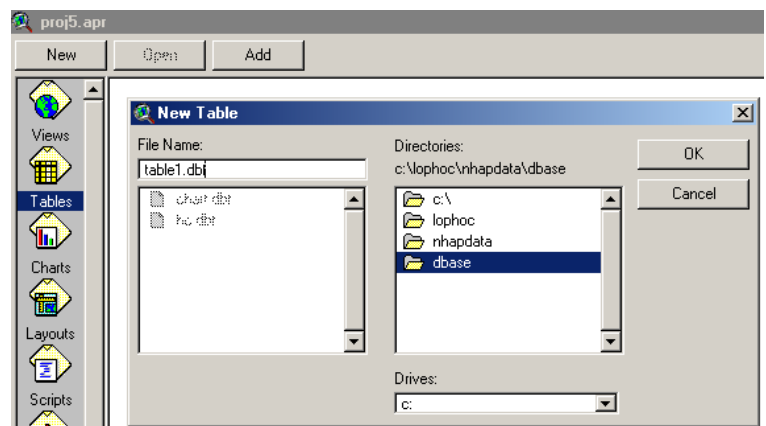 proj5.apr
New Open Add
Views
Tables
Charts
Layouts
Scripts
New Table
File Name:
table1.dbf
chart.dbf
hc.dbf
Directories:
c:\lophoc\nhapdata\dbase
c:\
lophoc
nhapdata
dbase
Drives:
c:
OK
Cancel